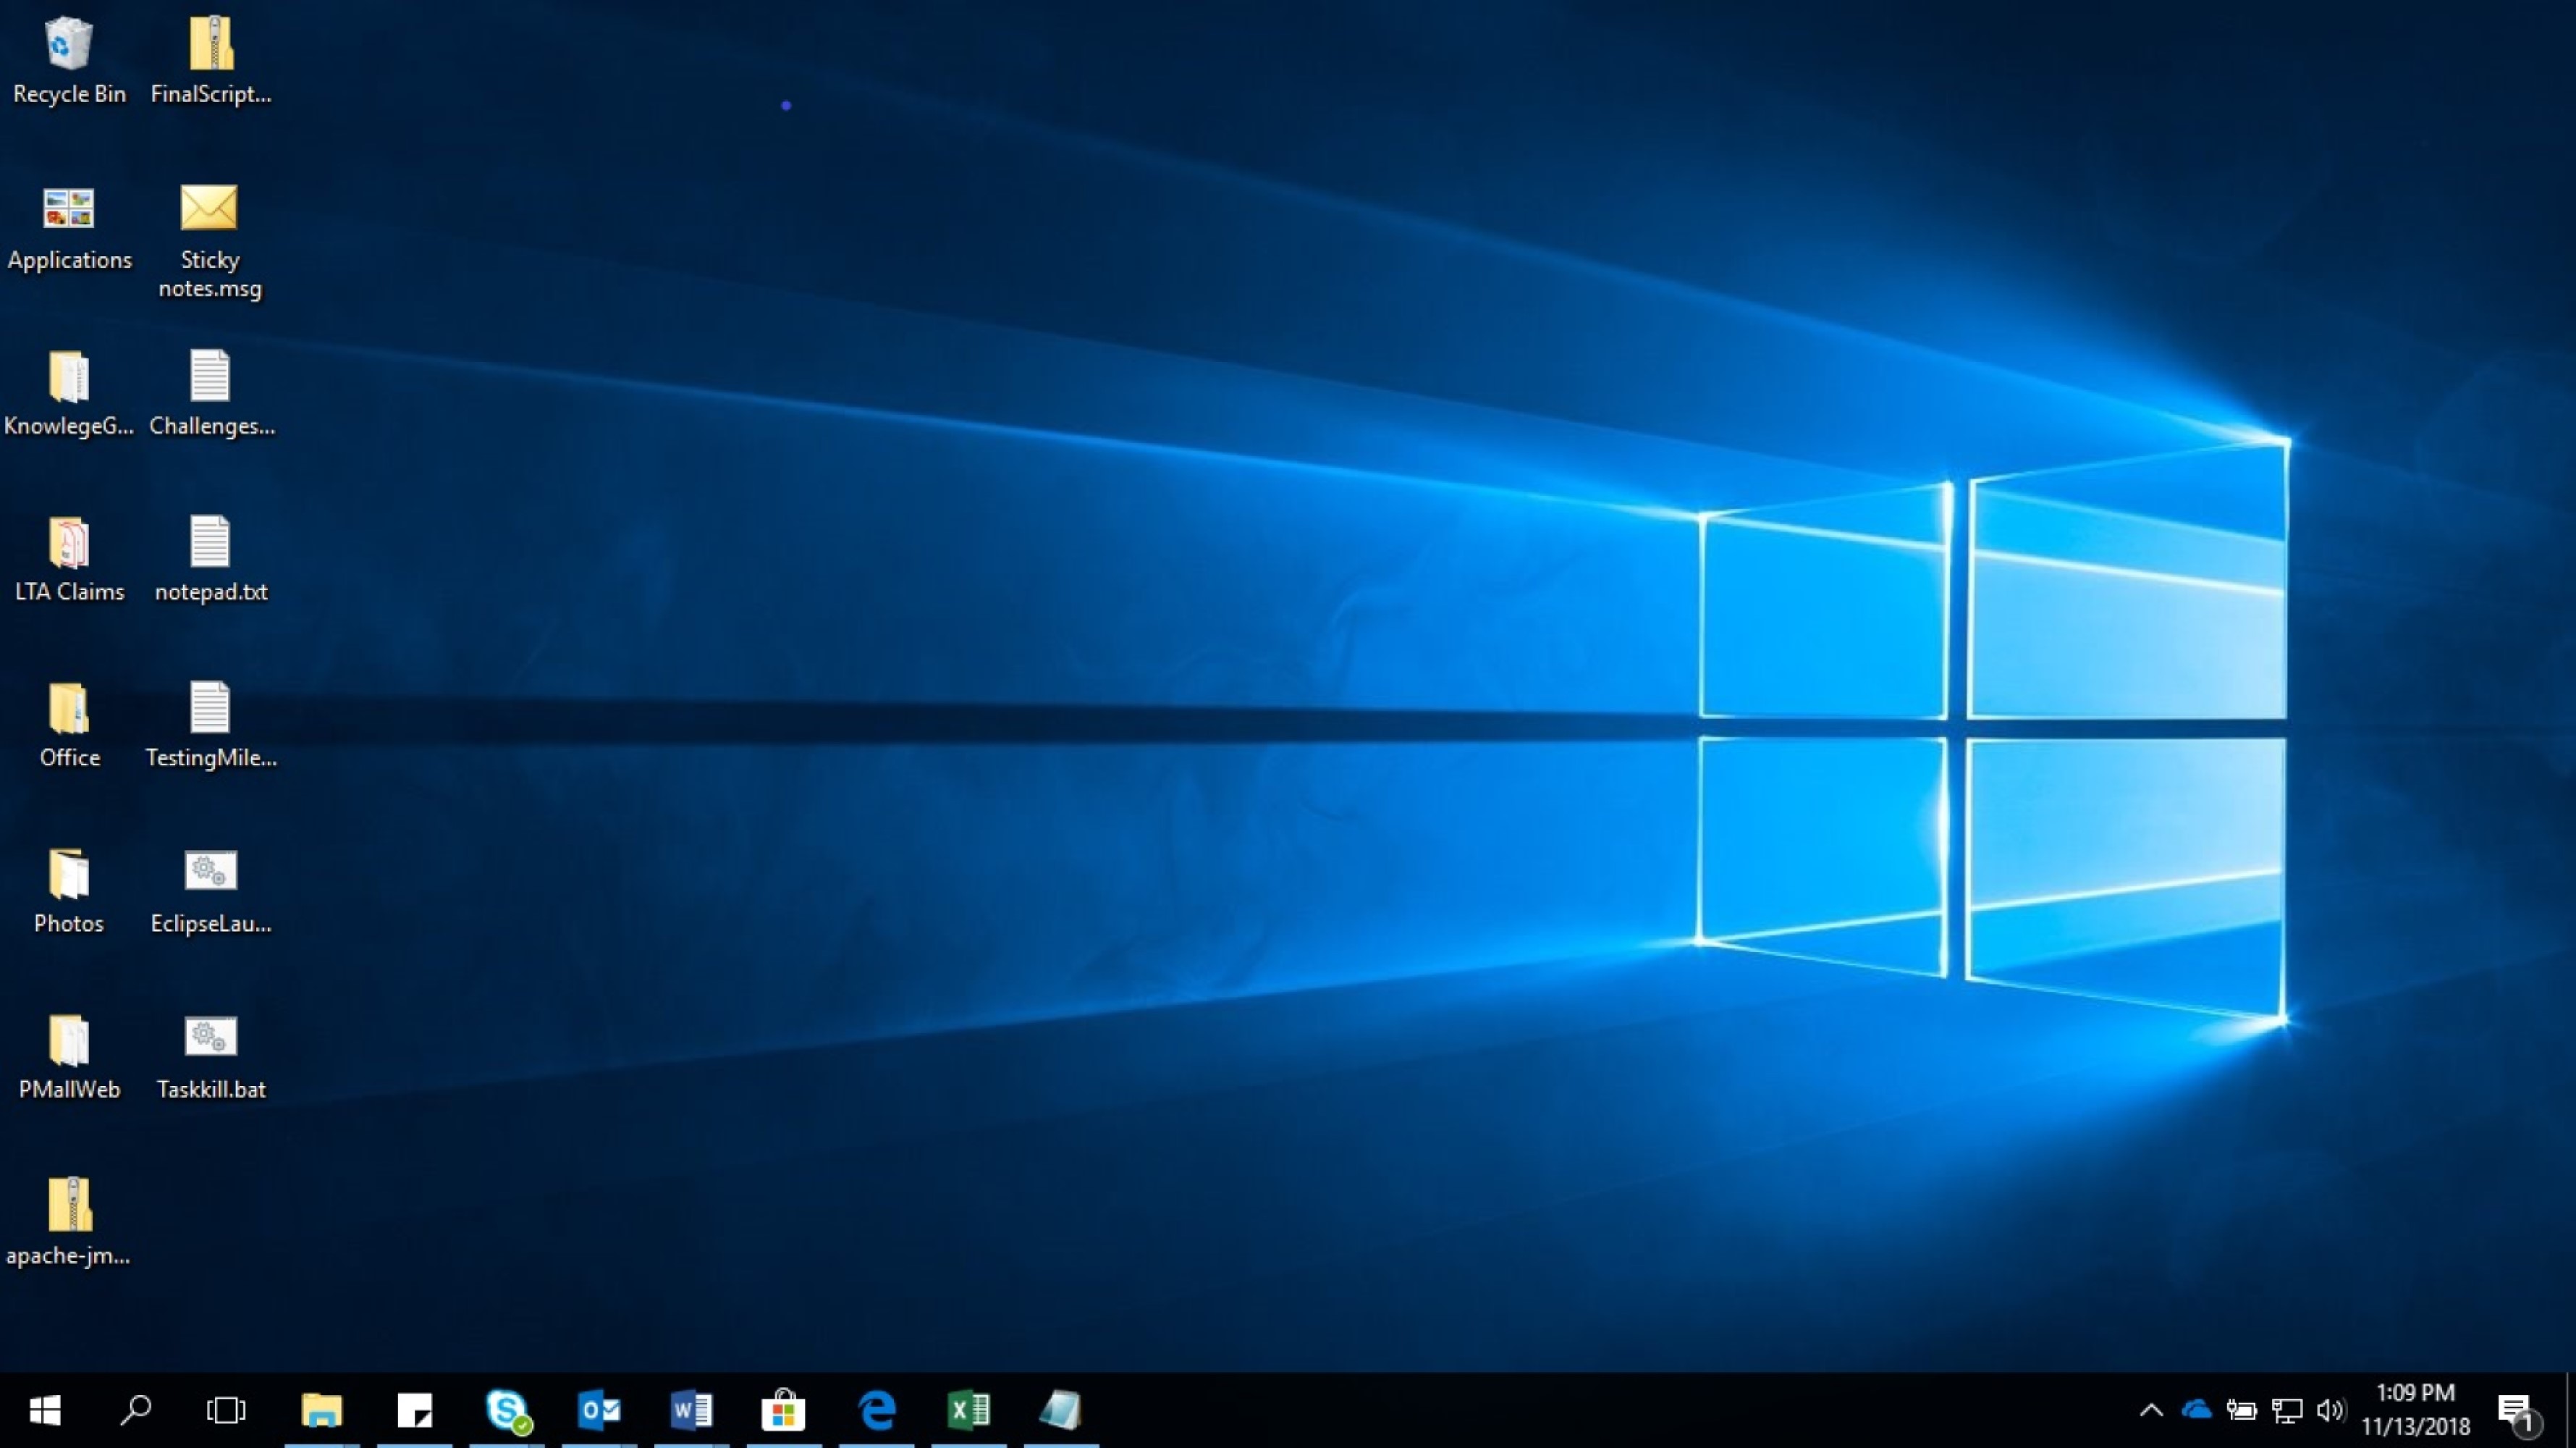 Recycle Bin
FinalScript...
Applications
Sticky
notes.msg
KnowlegeG...
Challenges...
LTA Claims
notepad.txt
Office
TestingMile...
Photos
EclipseLau...
PMallWeb
Taskkill.bat
apache-jm...
1:09 PM
11/13/2018
1